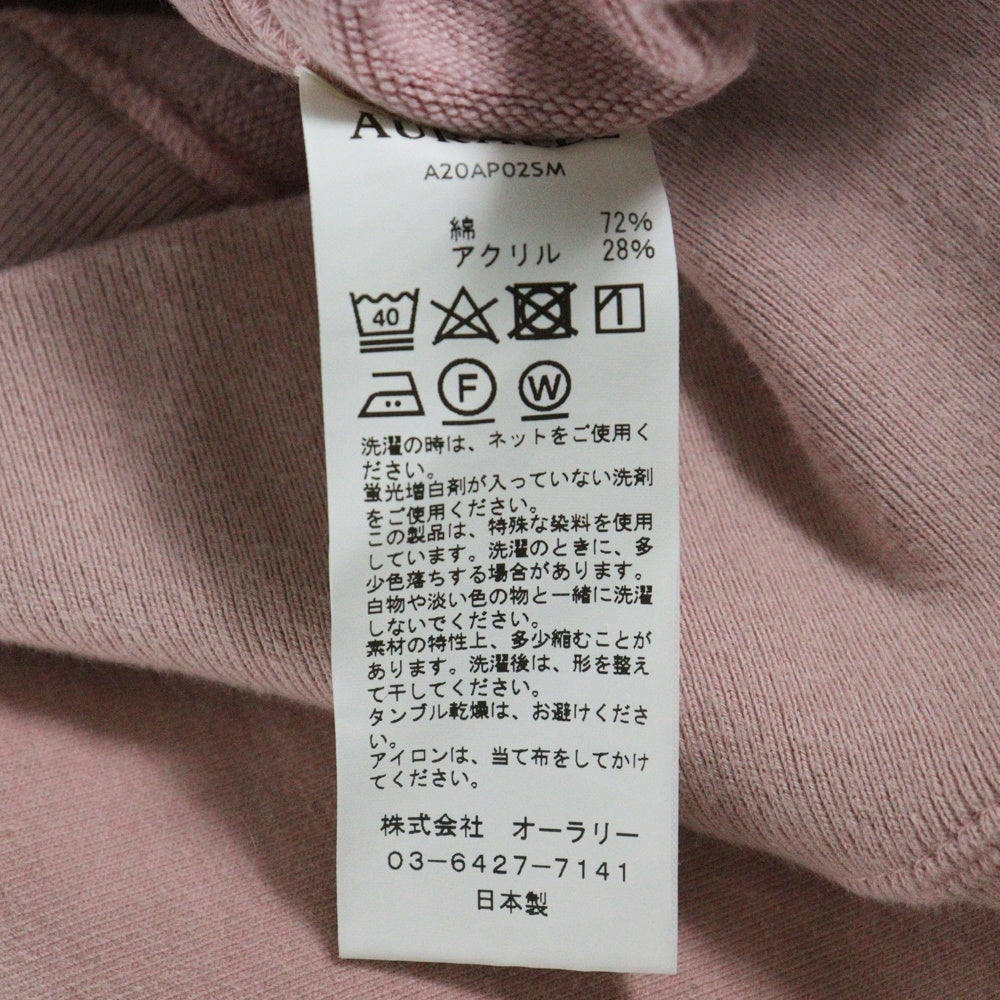 A20AP02SM
綿 72%
アクリル 28%
40
F W
洗濯の時は、ネットをご使用く
ださい。
蛍光増白剤が入っていない洗剤
をご使用ください。
この製品は、特殊な染料を使用
しています。洗濯のときに、多
少色落ちする場合があります。
白物や淡い色の物と一緒に洗濯
しないでください。
素材の特性上、多少縮むことが
あります。洗濯後は、形を整え
て干してください。
タンブル乾燥は、お避けくださ
い。
アイロンは、当て布をしてかけ
てください。
株式会社 オーラリー
03-6427-7141
日本製